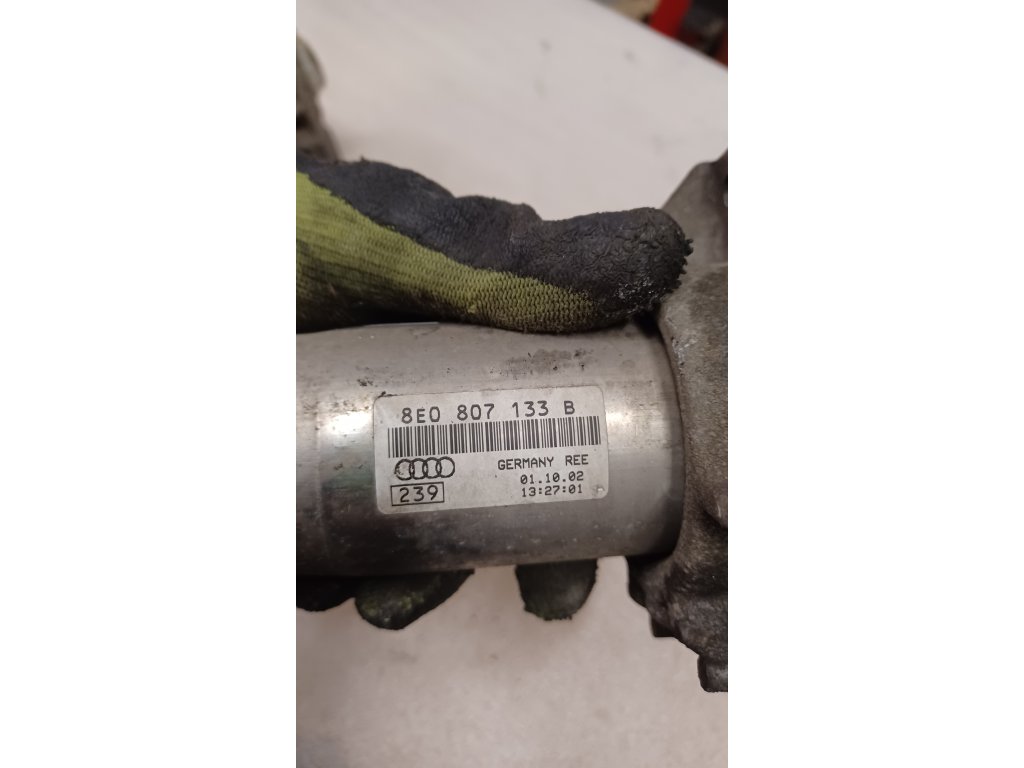 8E0 807 133 B
GERMANY REE
01.10.02
239
13:27:01